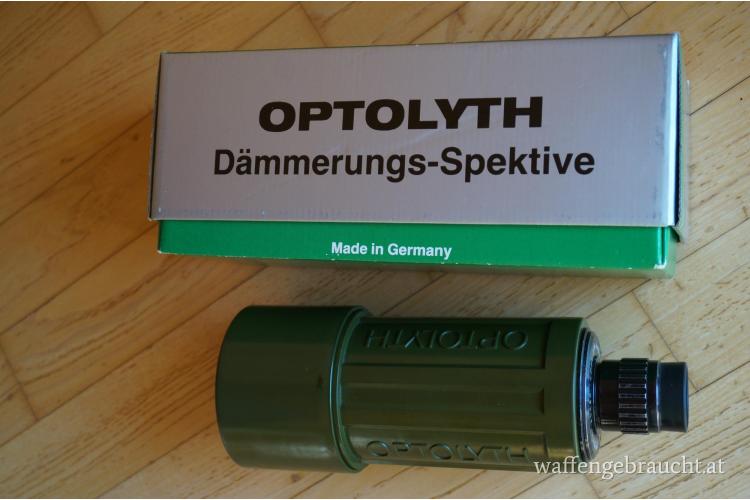 OPTOLYTH
Dämmerungs-Spektive
Made in Germany
OPTOLYTH
OPTOLYTH
waffengebraucht.at